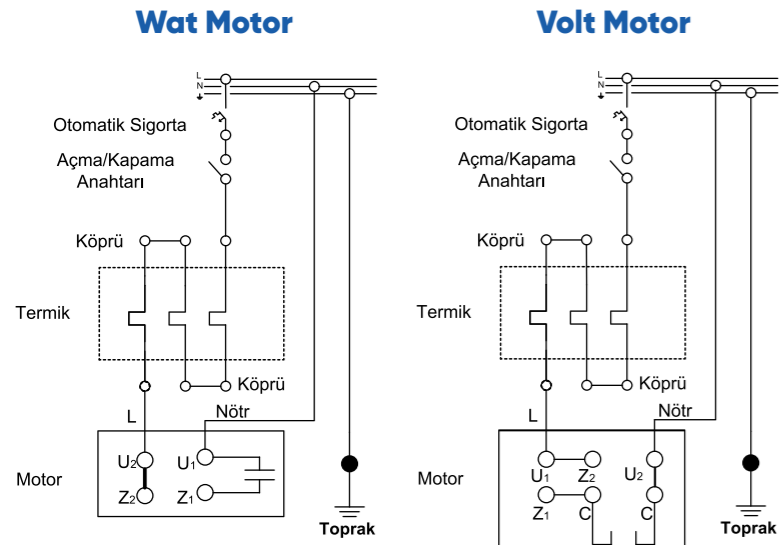 Wat Motor
L
N
Otomatik Sigorta
Açma/Kapama
Anahtarı
Köprü
Termik
Köprü
L
Nötr
Motor
U2
U1
Z2
Z1
Toprak
Volt Motor
L
N
Otomatik Sigorta
Açma/Kapama
Anahtarı
Köprü
Termik
Köprü
L
Nötr
Motor
U1
Z2
U2
Z1
C
C
Toprak